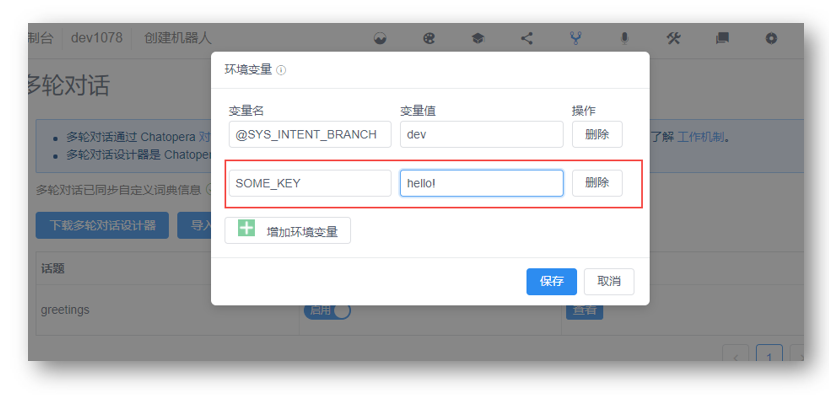 制台 dev1078 创建机器人
环境变量
多轮对话
变量名 变量值 操作
@SYS_INTENT_BRANCH dev 删除
多轮对话通过 Chatopera 对 了解 工作机制。
多轮对话设计器是 Chatoper
SOME_KEY hello! 删除
多轮对话已同步自定义词典信息
下载多轮对话设计器 导入
增加环境变量
话题
保存 取消
greetings 启用 查看
1